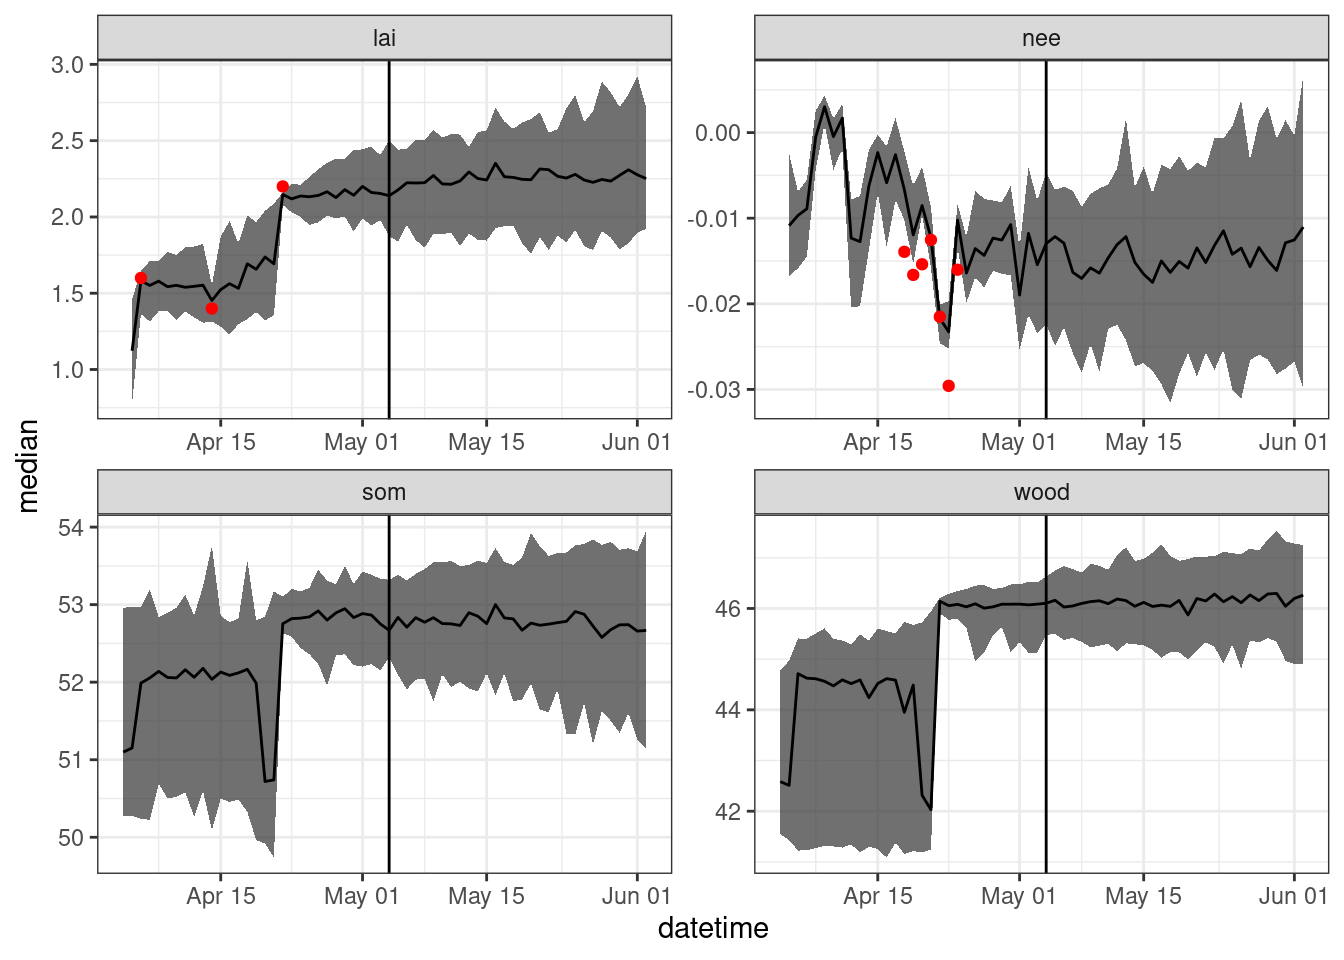 lai
nee
3.0
2.5
2.0
1.5
1.0
0.00
-0.01
-0.02
-0.03
Apr 15 May 01 May 15 Jun 01
Apr 15 May 01 May 15 Jun 01
median
som
wood
54
53
52
51
50
46
44
42
Apr 15 May 01 May 15 Jun 01
Apr 15 May 01 May 15 Jun 01
datetime